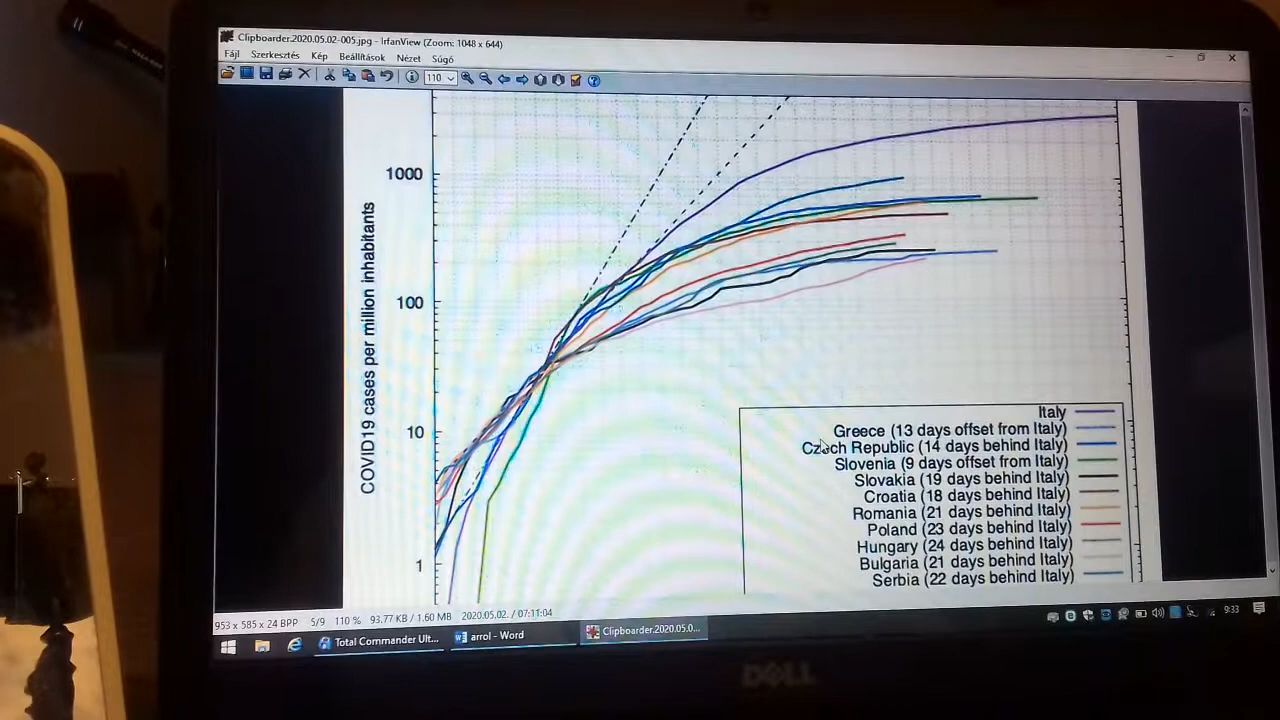 Clipboarder.2020.05.02-005.jpg - IrfanView (Zoom: 1048 x 644)
Fájl Szerkesztés Kép Beállítások Nézet Súgó
110
1000
100
10
1
COVID19 cases per million inhabitants
Italy
Greece (13 days offset from Italy)
Czech Republic (14 days behind Italy)
Slovenia (9 days offset from Italy)
Slovakia (19 days behind Italy)
Croatia (18 days behind Italy)
Romania (21 days behind Italy)
Poland (23 days behind Italy)
Hungary (24 days behind Italy)
Bulgaria (21 days behind Italy)
Serbia (22 days behind Italy)
953 x 585 x 24 BPP 5/9 110 % 93.77 KB / 1.60 MB 2020.05.02. / 07:11:04
Total Commander Ult... arrol - Word Clipboarder.2020.05.0... 9:33
DELL